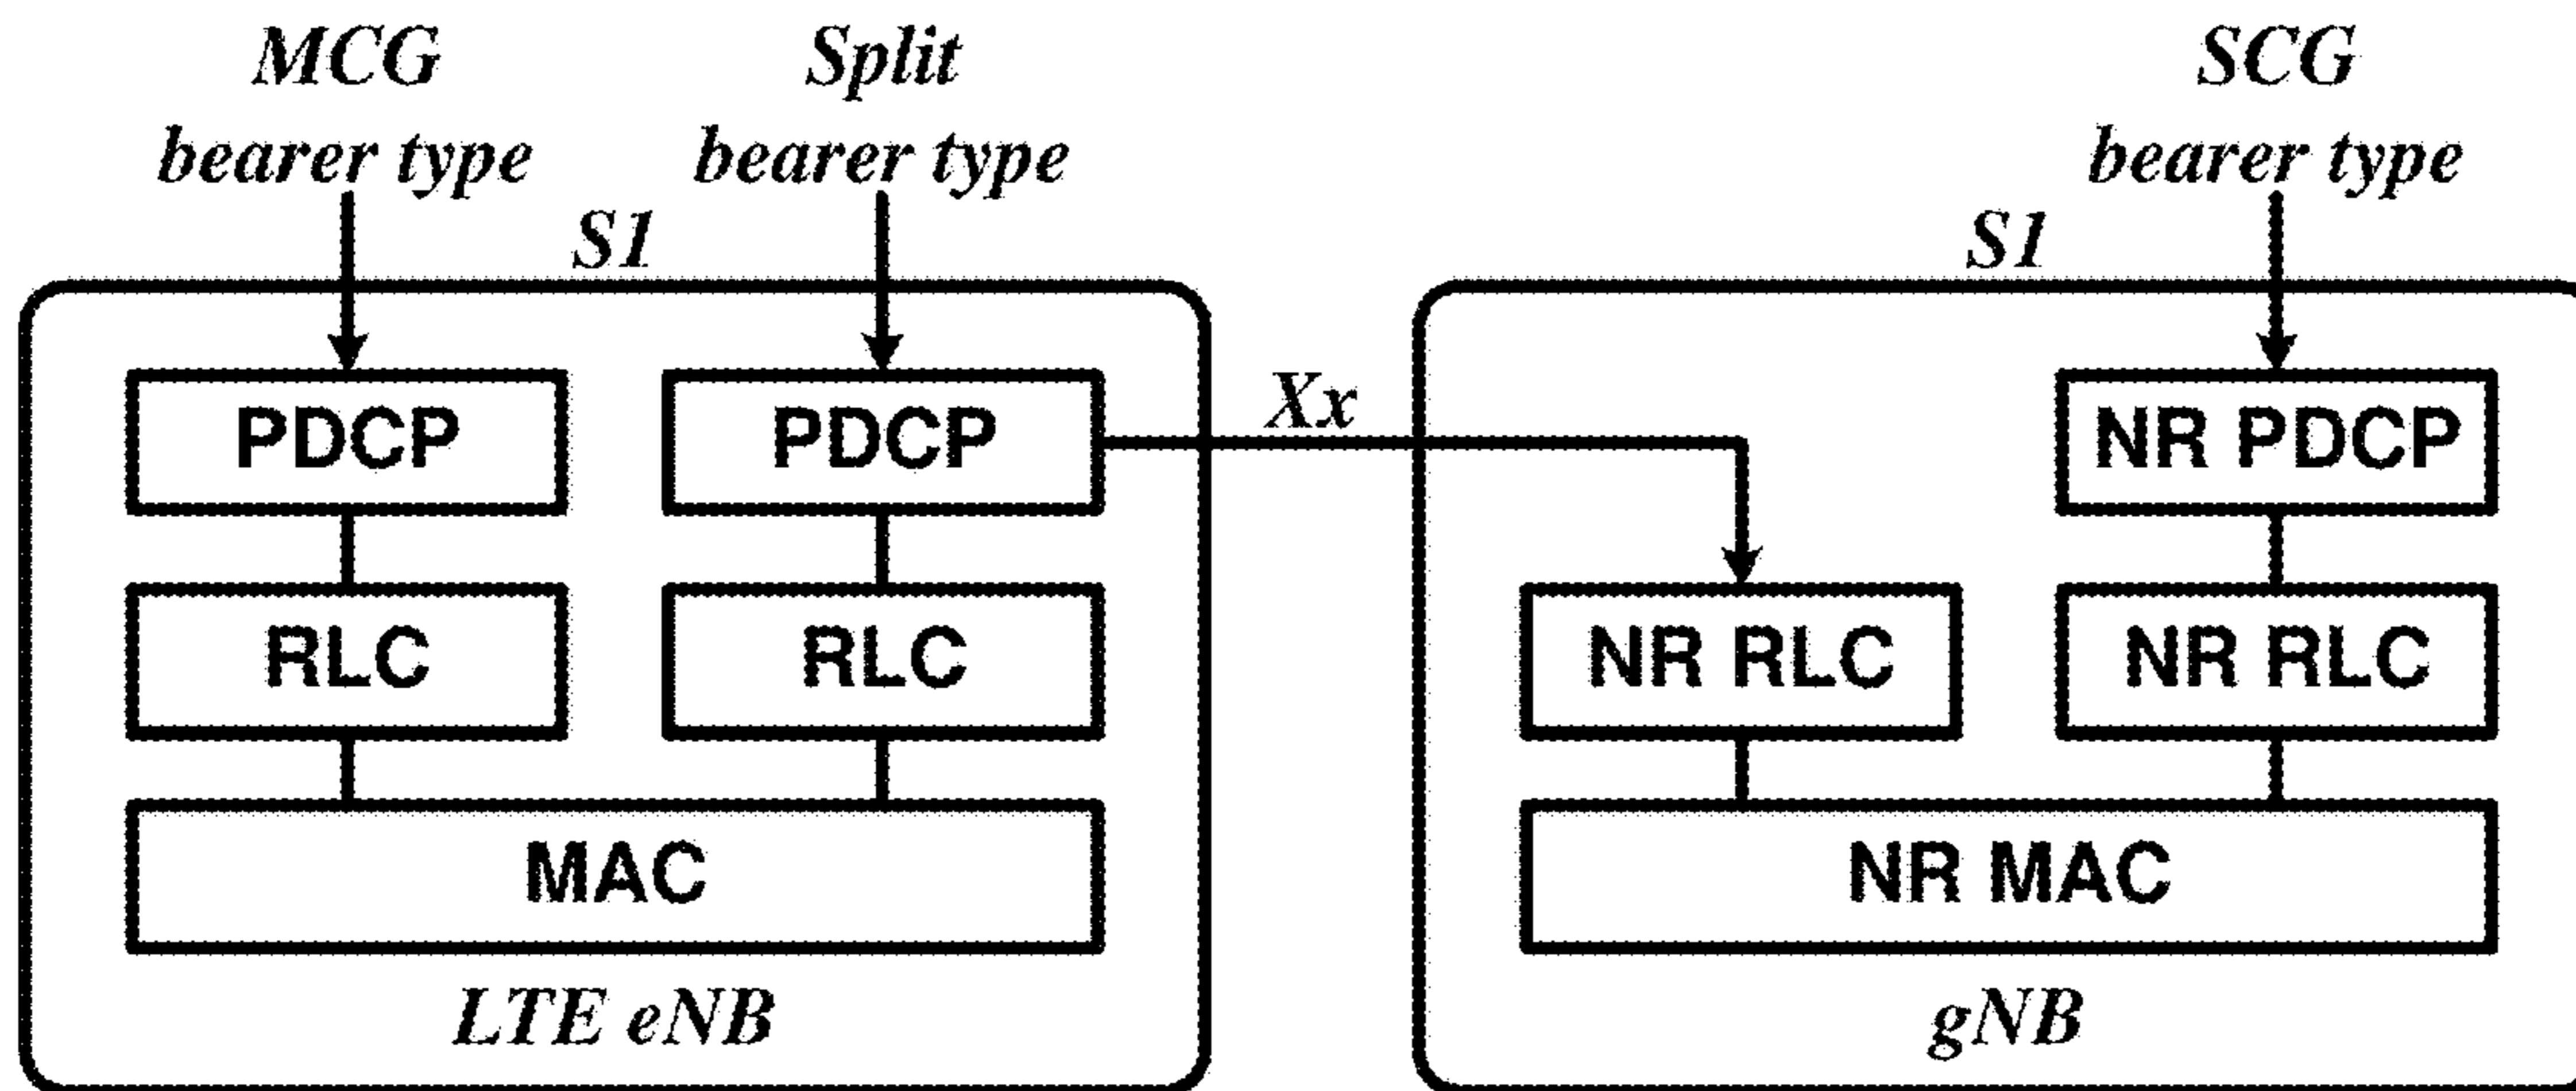 MCG
bearer type
Split
bearer type
SCG
bearer type
S1
S1
Xx
PDCP
PDCP
NR PDCP
RLC
RLC
NR RLC
NR RLC
MAC
NR MAC
LTE eNB
gNB